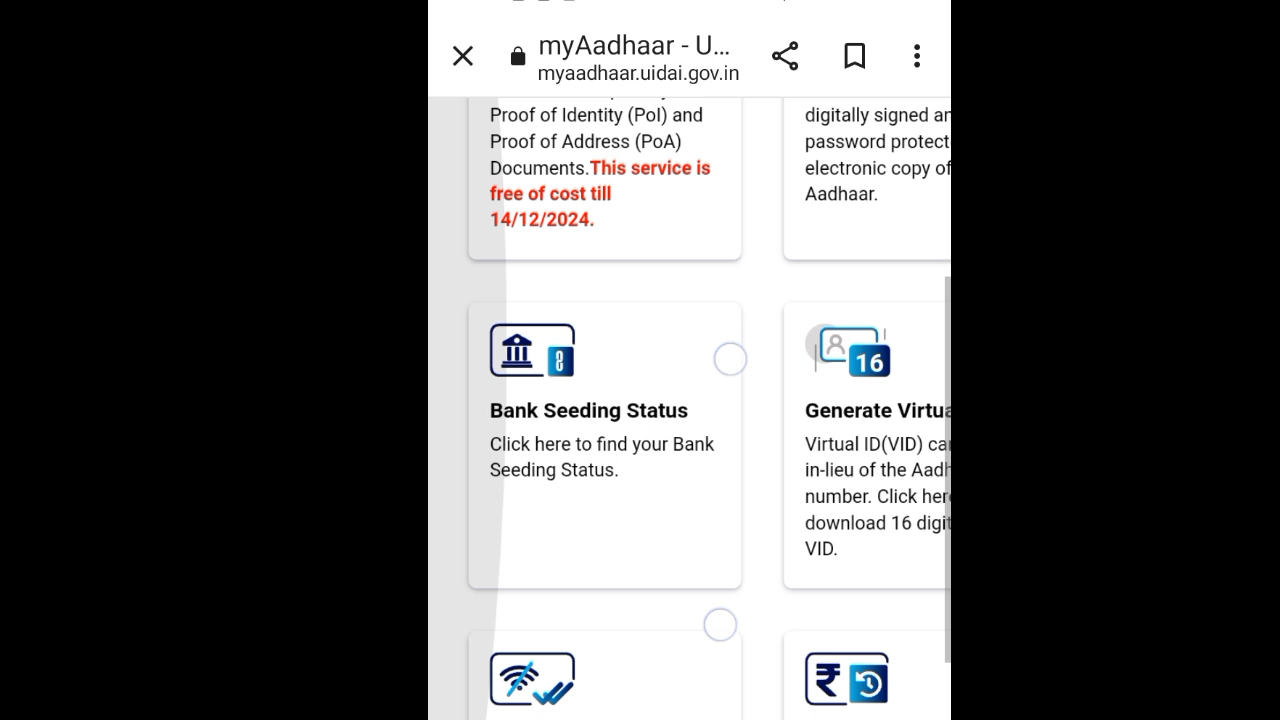 myAadhaar - U...
myaadhaar.uidai.gov.in
Proof of Identity (PoI) and
Proof of Address (PoA)
Documents.This service is
free of cost till
14/12/2024.
digitally signed
password protect
electronic copy of
Aadhaar.
8
Bank Seeding Status
Click here to find your Bank
Seeding Status.
16
Generate Virtua
Virtual ID(VID) ca
in-lieu of the Aadh
number. Click her
download 16 digit
VID.
₹